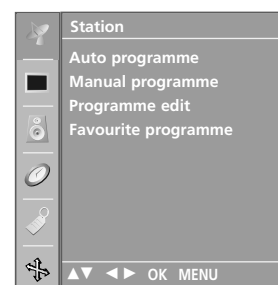 Station
Auto programme
Manual programme
Programme edit
Favourite programme
▲▼ ◄► OK MENU